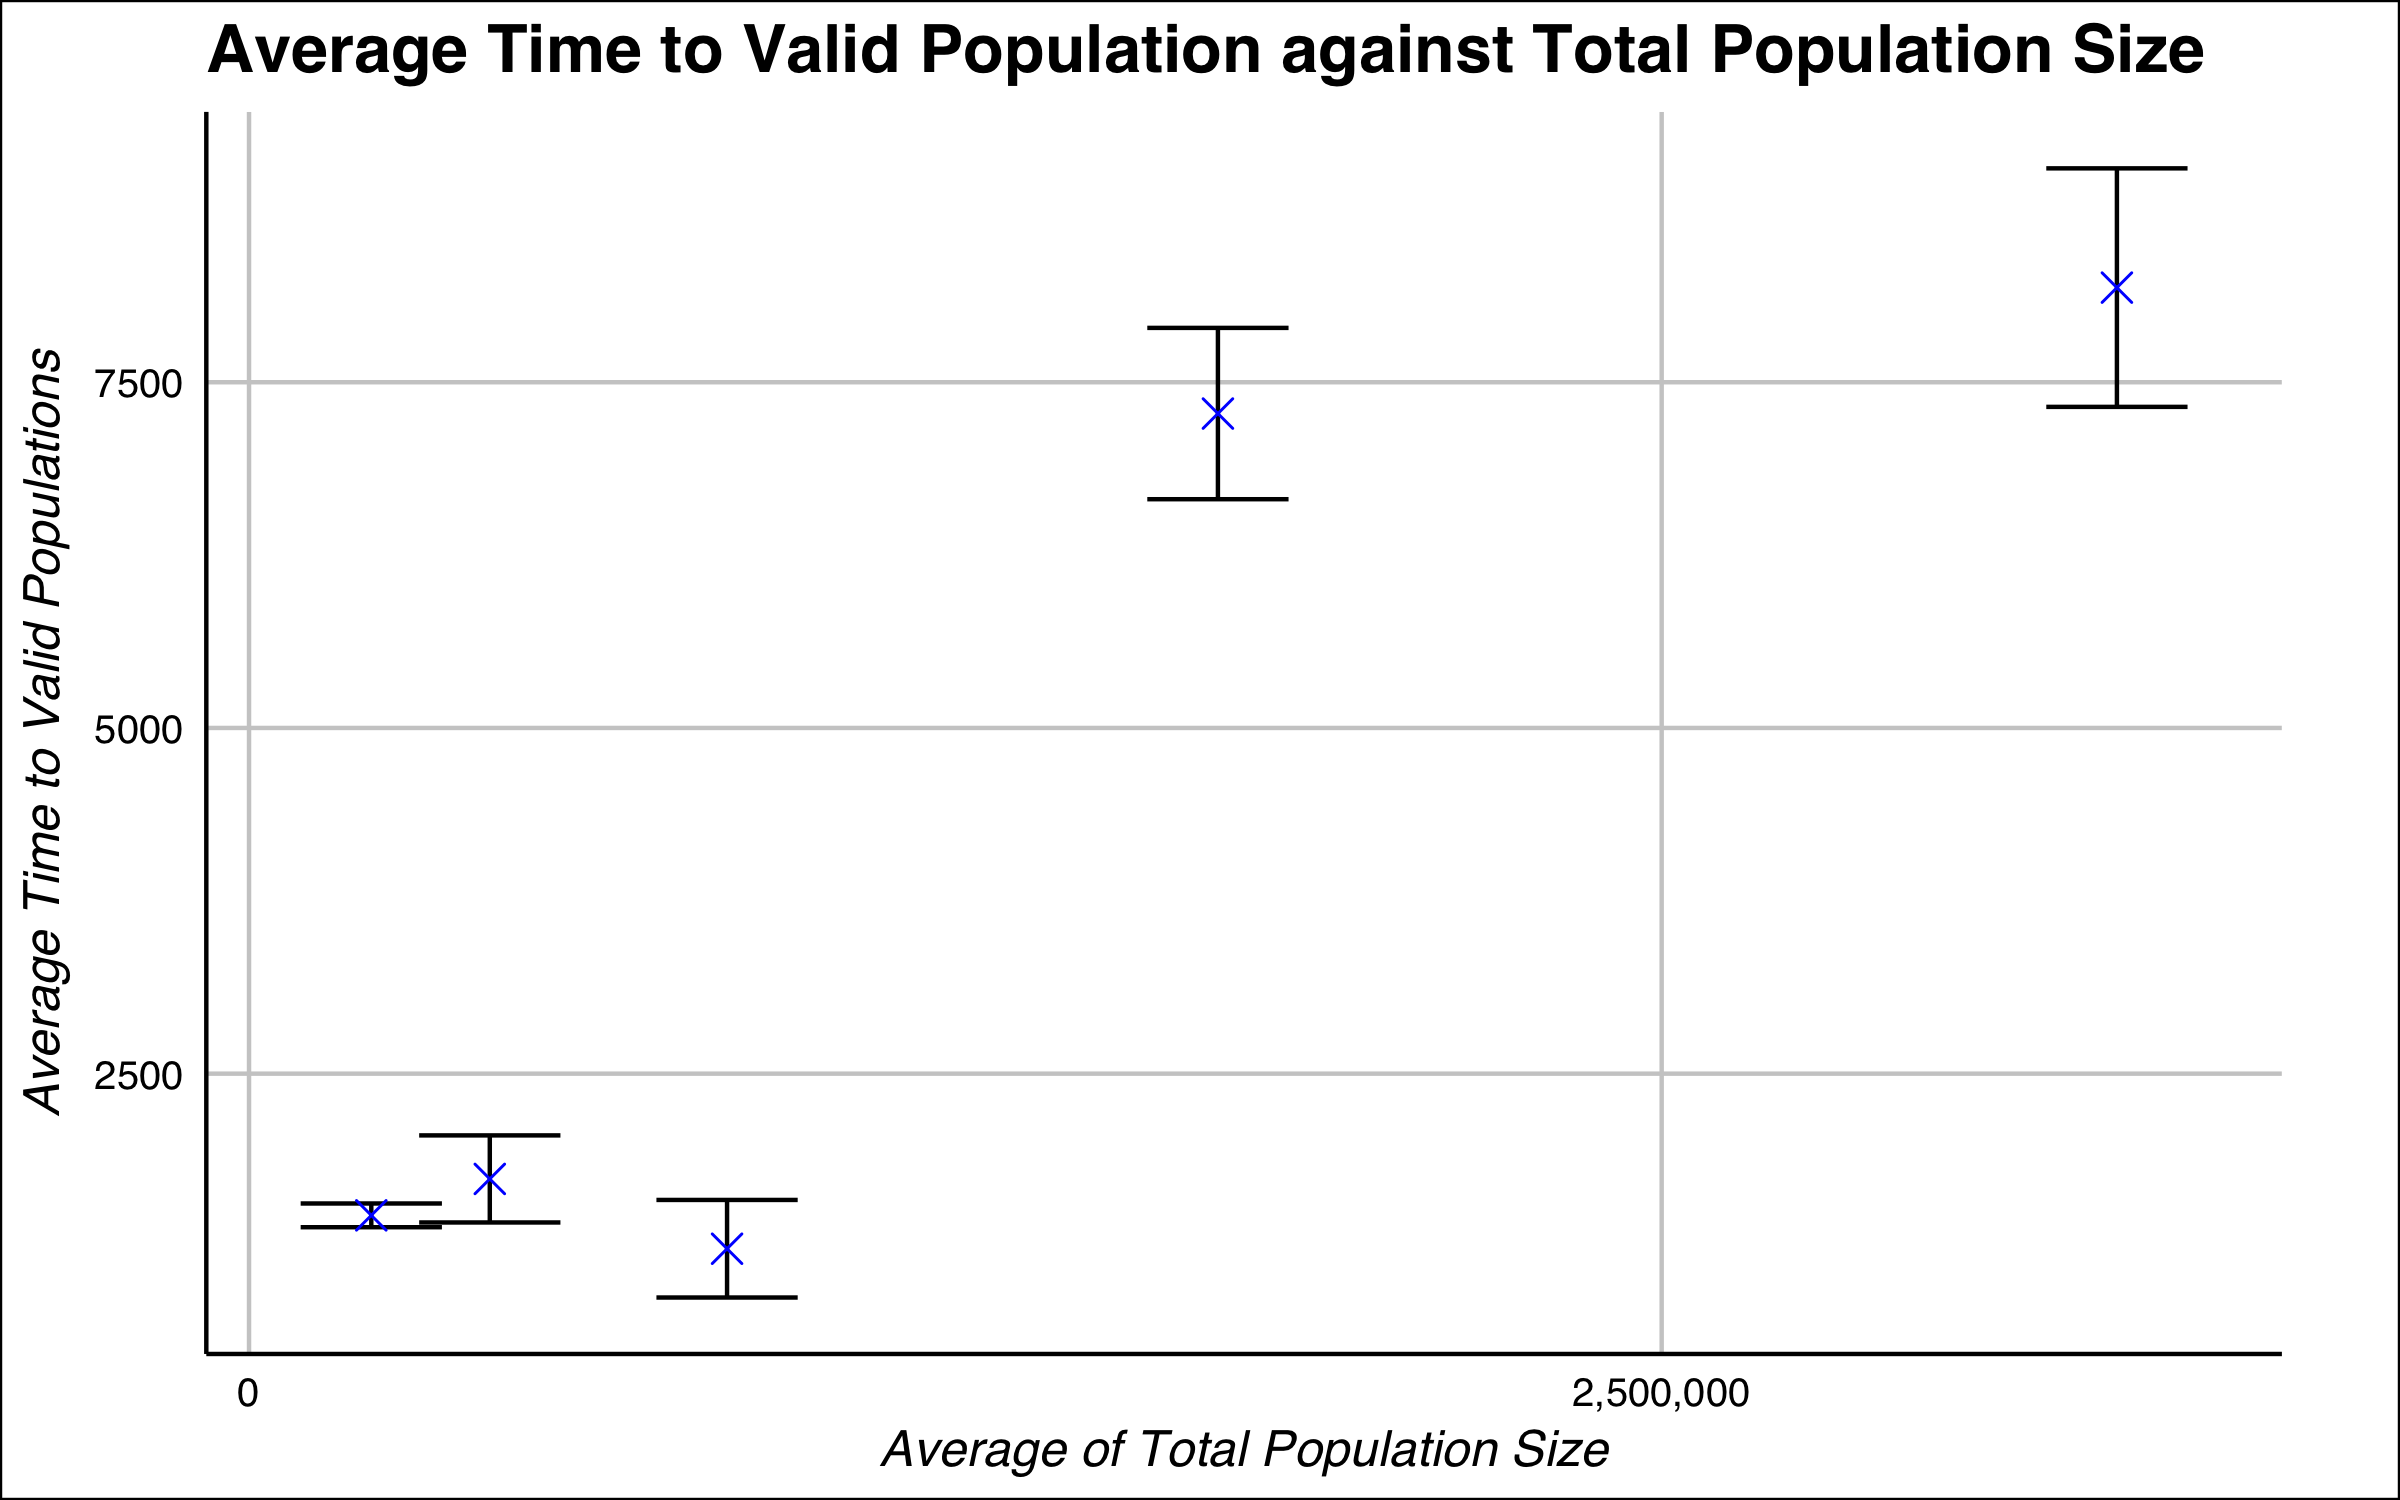 Average Time to Valid Population against Total Population Size
Average Time to Valid Populations
7500
5000
2500
0
2,500,000
Average of Total Population Size